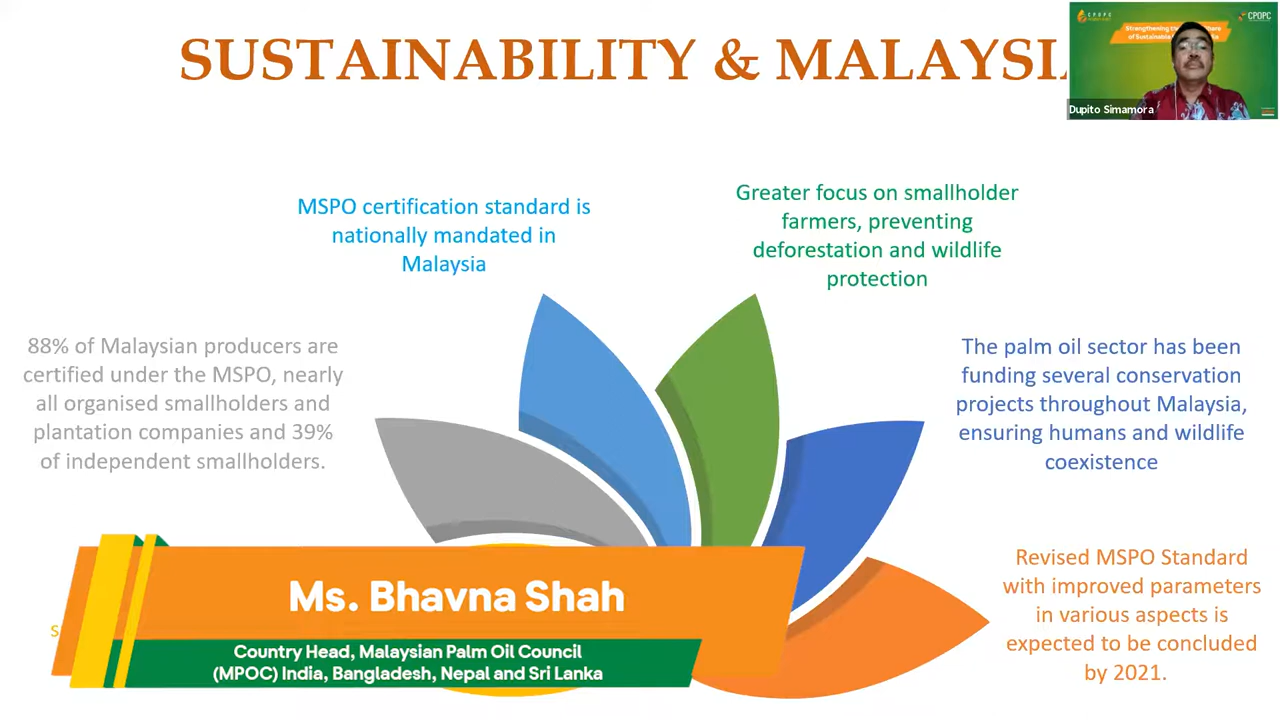 SUSTAINABILITY & MALAYSIA
CPOPC
Dupito Simamora
MSPO certification standard is
nationally mandated in
Malaysia
Greater focus on smallholder
farmers, preventing
deforestation and wildlife
protection
88% of Malaysian producers are
certified under the MSPO, nearly
all organised smallholders and
plantation companies and 39%
of independent smallholders.
The palm oil sector has been
funding several conservation
projects throughout Malaysia,
ensuring humans and wildlife
coexistence
Revised MSPO Standard
with improved parameters
in various aspects is
expected to be concluded
by 2021.
Ms. Bhavna Shah
Country Head, Malaysian Palm Oil Council
(MPOC) India, Bangladesh, Nepal and Sri Lanka